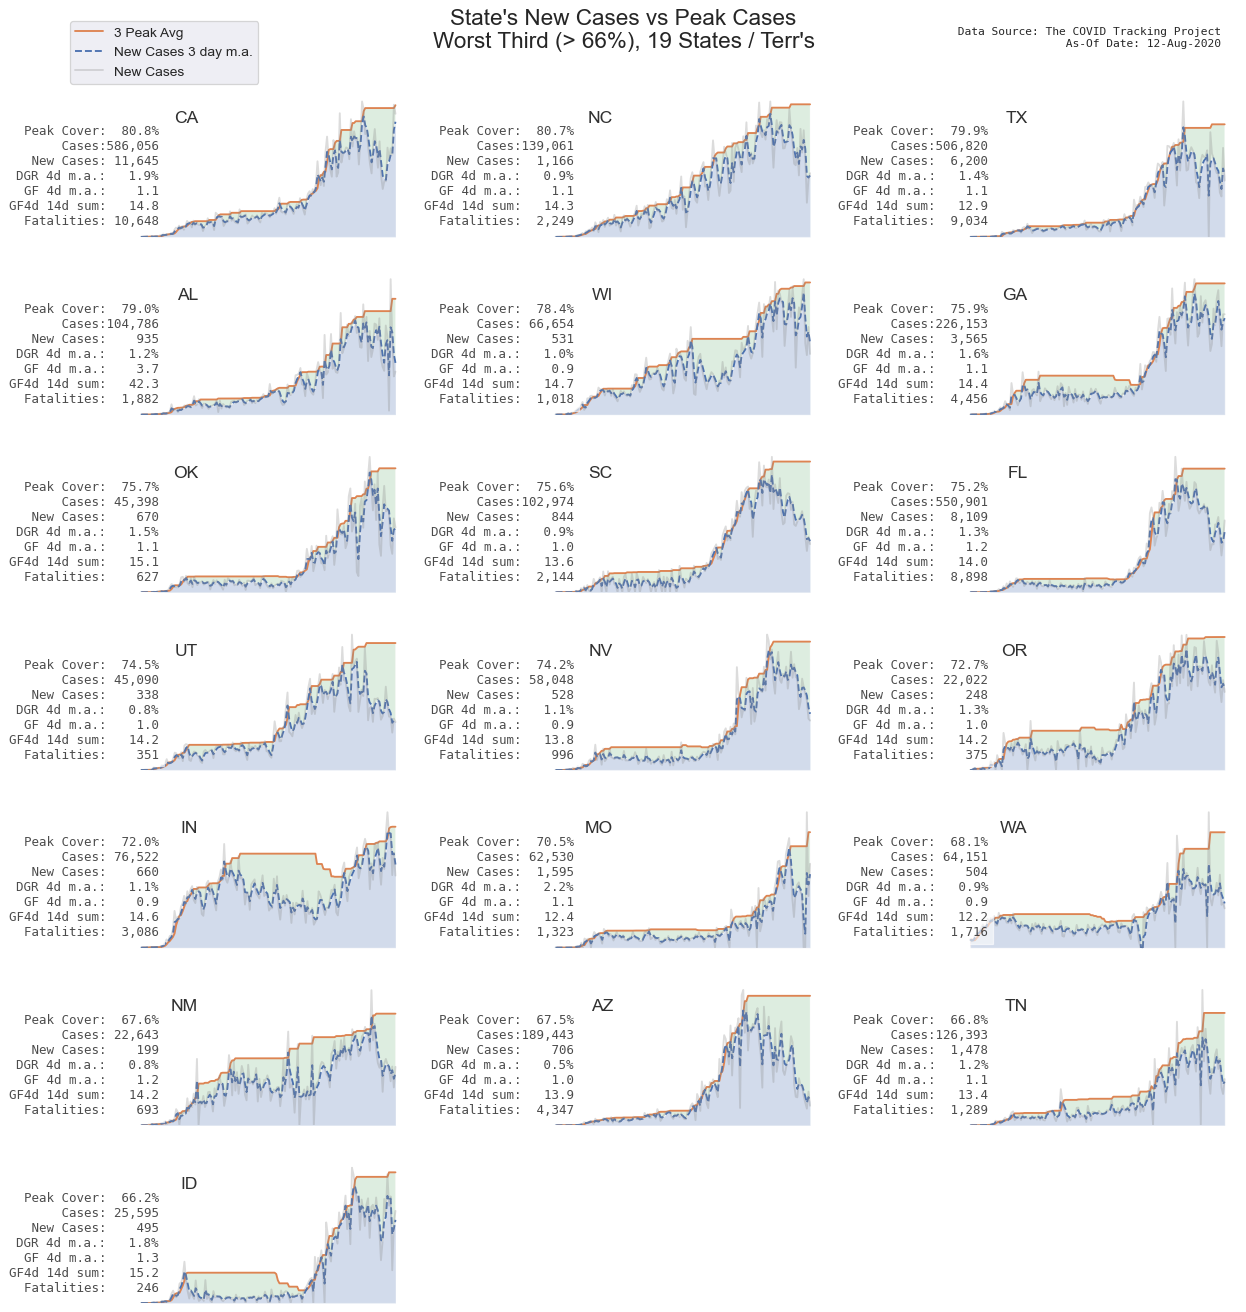 State's New Cases vs Peak Cases
Worst Third (> 66%), 19 States / Terr's
3 Peak Avg
New Cases 3 day m.a.
New Cases
Data Source: The COVID Tracking Project
As-Of Date: 12-Aug-2020
CA
Peak Cover: 80.8%
Cases:586,056
New Cases: 11,645
DGR 4d m.a.: 1.9%
GF 4d m.a.: 1.1
GF4d 14d sum: 14.8
Fatalities: 10,648
NC
Peak Cover: 80.7%
Cases:139,061
New Cases: 1,166
DGR 4d m.a.: 0.9%
GF 4d m.a.: 1.1
GF4d 14d sum: 14.3
Fatalities: 2,249
TX
Peak Cover: 79.9%
Cases:506,820
New Cases: 6,200
DGR 4d m.a.: 1.4%
GF 4d m.a.: 1.1
GF4d 14d sum: 12.9
Fatalities: 9,034
AL
Peak Cover: 79.0%
Cases:104,786
New Cases: 935
DGR 4d m.a.: 1.2%
GF 4d m.a.: 3.7
GF4d 14d sum: 42.3
Fatalities: 1,882
WI
Peak Cover: 78.4%
Cases: 66,654
New Cases: 531
DGR 4d m.a.: 1.0%
GF 4d m.a.: 0.9
GF4d 14d sum: 14.7
Fatalities: 1,018
GA
Peak Cover: 75.9%
Cases:226,153
New Cases: 3,565
DGR 4d m.a.: 1.6%
GF 4d m.a.: 1.1
GF4d 14d sum: 14.4
Fatalities: 4,456
OK
Peak Cover: 75.7%
Cases: 45,398
New Cases: 670
DGR 4d m.a.: 1.5%
GF 4d m.a.: 1.1
GF4d 14d sum: 15.1
Fatalities: 627
SC
Peak Cover: 75.6%
Cases:102,974
New Cases: 844
DGR 4d m.a.: 0.9%
GF 4d m.a.: 1.0
GF4d 14d sum: 13.6
Fatalities: 2,144
FL
Peak Cover: 75.2%
Cases:550,901
New Cases: 8,109
DGR 4d m.a.: 1.3%
GF 4d m.a.: 1.2
GF4d 14d sum: 14.0
Fatalities: 8,898
UT
Peak Cover: 74.5%
Cases: 45,090
New Cases: 338
DGR 4d m.a.: 0.8%
GF 4d m.a.: 1.0
GF4d 14d sum: 14.2
Fatalities: 351
NV
Peak Cover: 74.2%
Cases: 58,048
New Cases: 528
DGR 4d m.a.: 1.1%
GF 4d m.a.: 0.9
GF4d 14d sum: 13.8
Fatalities: 996
OR
Peak Cover: 72.7%
Cases: 22,022
New Cases: 248
DGR 4d m.a.: 1.3%
GF 4d m.a.: 1.0
GF4d 14d sum: 14.2
Fatalities: 375
IN
Peak Cover: 72.0%
Cases: 76,522
New Cases: 660
DGR 4d m.a.: 1.1%
GF 4d m.a.: 0.9
GF4d 14d sum: 14.6
Fatalities: 3,086
MO
Peak Cover: 70.5%
Cases: 62,530
New Cases: 1,595
DGR 4d m.a.: 2.2%
GF 4d m.a.: 1.1
GF4d 14d sum: 12.4
Fatalities: 1,323
WA
Peak Cover: 68.1%
Cases: 64,151
New Cases: 504
DGR 4d m.a.: 0.9%
GF 4d m.a.: 0.9
GF4d 14d sum: 12.2
Fatalities: 1,716
NM
Peak Cover: 67.6%
Cases: 22,643
New Cases: 199
DGR 4d m.a.: 0.8%
GF 4d m.a.: 1.2
GF4d 14d sum: 14.2
Fatalities: 693
AZ
Peak Cover: 67.5%
Cases:189,443
New Cases: 706
DGR 4d m.a.: 0.5%
GF 4d m.a.: 1.0
GF4d 14d sum: 13.9
Fatalities: 4,347
TN
Peak Cover: 66.8%
Cases:126,393
New Cases: 1,478
DGR 4d m.a.: 1.2%
GF 4d m.a.: 1.1
GF4d 14d sum: 13.4
Fatalities: 1,289
ID
Peak Cover: 66.2%
Cases: 25,595
New Cases: 495
DGR 4d m.a.: 1.8%
GF 4d m.a.: 1.3
GF4d 14d sum: 15.2
Fatalities: 246